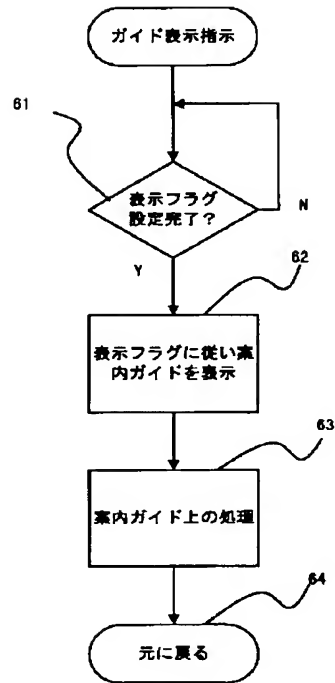 ガイド表示指示
61
表示フラグ
設定完了？
N
Y
62
表示フラグに従い案
内ガイドを表示
63
案内ガイド上の処理
64
元に戻る